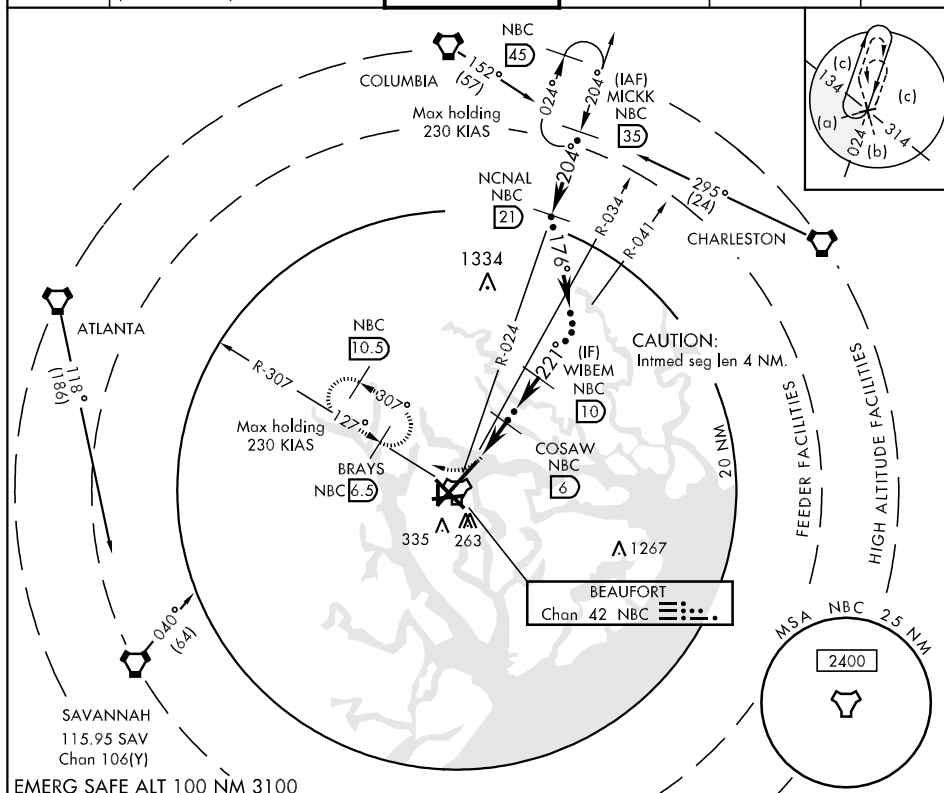 NBC
45
COLUMBIA
152°
(57)
Max holding
230 KIAS
024°
204°
(IAF)
MICKK
NBC
35
(c)
134
(c)
(a)
024
(b)
314
204°
NCNAL
NBC
21
R-034
295°
(24)
CHARLESTON
R-041
176°
1334
ATLANTA
118°
(186)
NBC
10.5
R-307
307°
127°
Max holding
230 KIAS
R-024
221°
(IF)
WIBEM
NBC
10
CAUTION:
Intmed seg len 4 NM.
BRAYS
NBC 6.5
COSAW
NBC
6
20 NM
FEEDER FACILITIES
HIGH ALTITUDE FACILITIES
335
263
1267
BEAUFORT
Chan 42 NBC
040°
(64)
MSA NBC 25 NM
2400
SAVANNAH
115.95 SAV
Chan 106(Y)
EMERG SAFE ALT 100 NM 3100